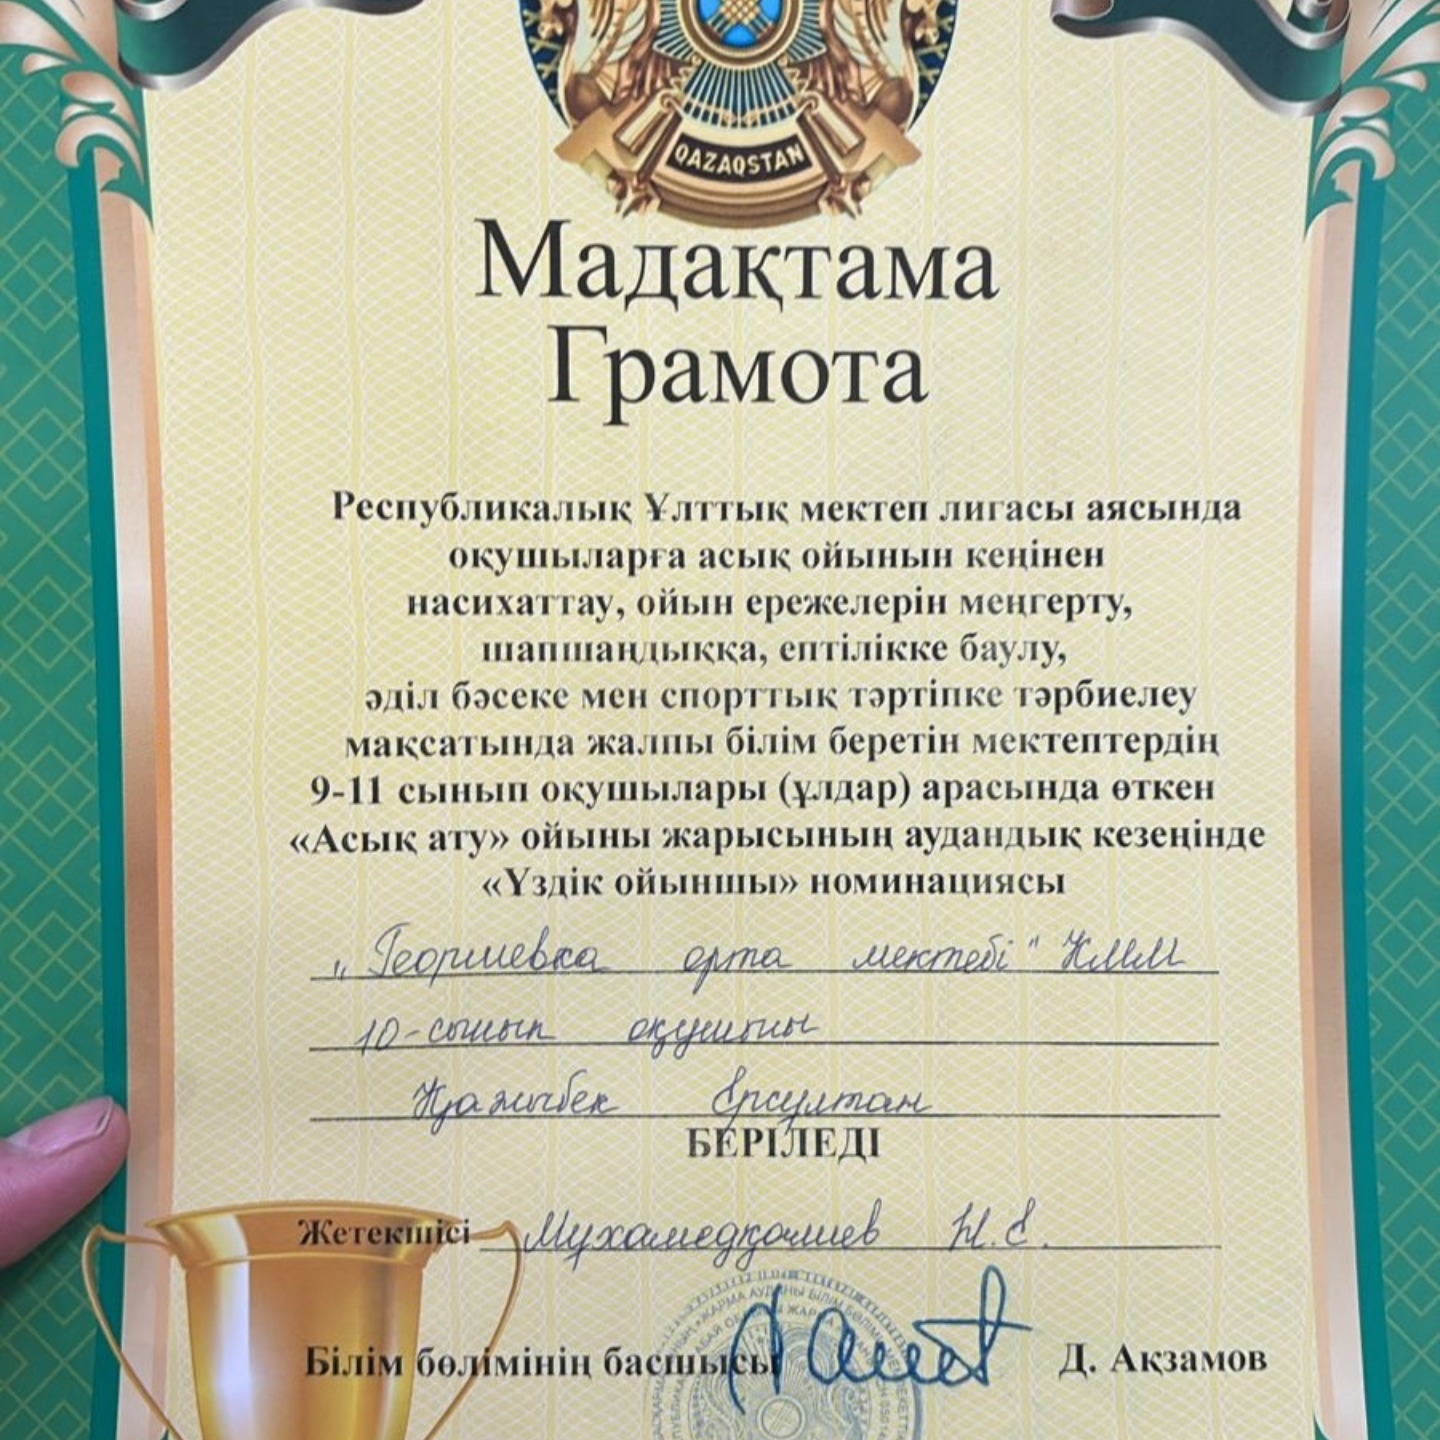 QAZAQSTAN
Мадақтама
Грамота
Республикалық Ұлттық мектеп лигасы аясында
оқушыларға асық ойынын кеңінен
насихаттау, ойын ережелерін меңгерту,
шапшаңдыққа, ептілікке баулу,
әділ бәсеке мен спорттық тәртіпке тәрбиелеу
мақсатында жалпы білім беретін мектептердің
9-11 сынып оқушылары (ұлдар) арасында өткен
«Асық ату» ойыны жарысының аудандық кезеңінде
«Үздік ойыншы» номинациясы
„Георгиевка орта мектебі" КММ
10-сынып оқушысы
Қажыбек Ерсултан
БЕРІЛЕДІ
Жетекшісі Мухамедқалиев Н.Е.
Білім бөлімінің басшысы Д. Ақзамов